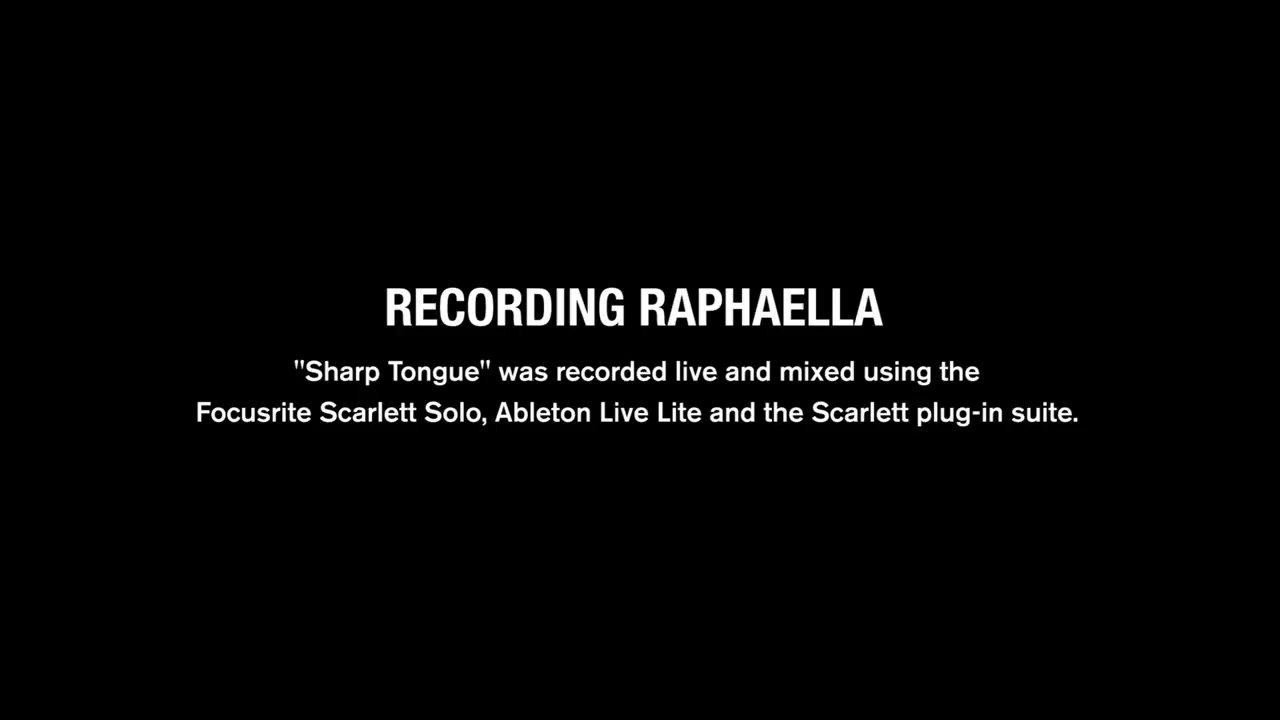 RECORDING RAPHAELLA
"Sharp Tongue" was recorded live and mixed using the
Focusrite Scarlett Solo, Ableton Live Lite and the Scarlett plug-in suite.